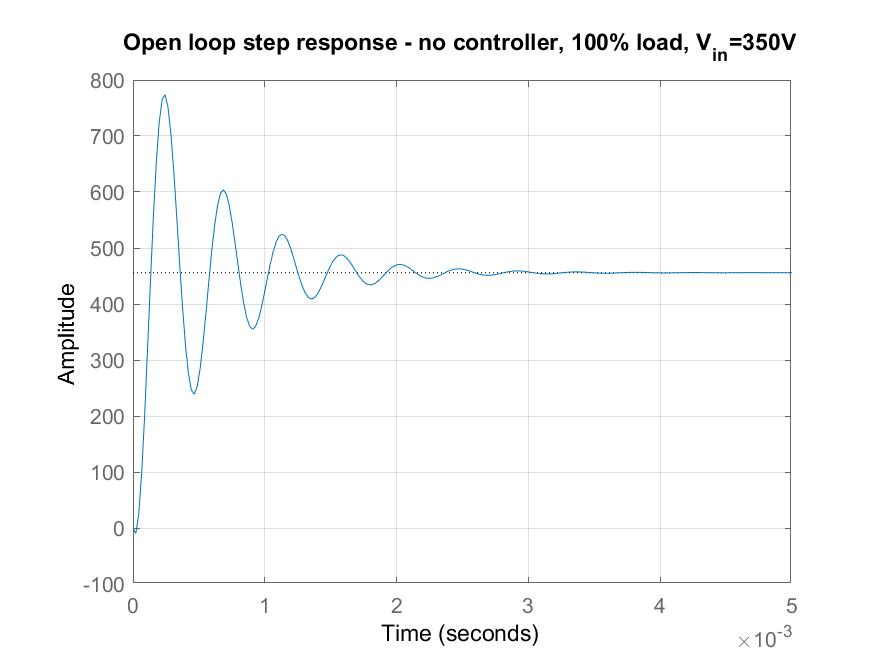 Open loop step response - no controller, 100% load, V_in=350V
800
700
600
500
400
300
200
100
0
-100
Amplitude
0 1 2 3 4 5
Time (seconds)
×10^-3